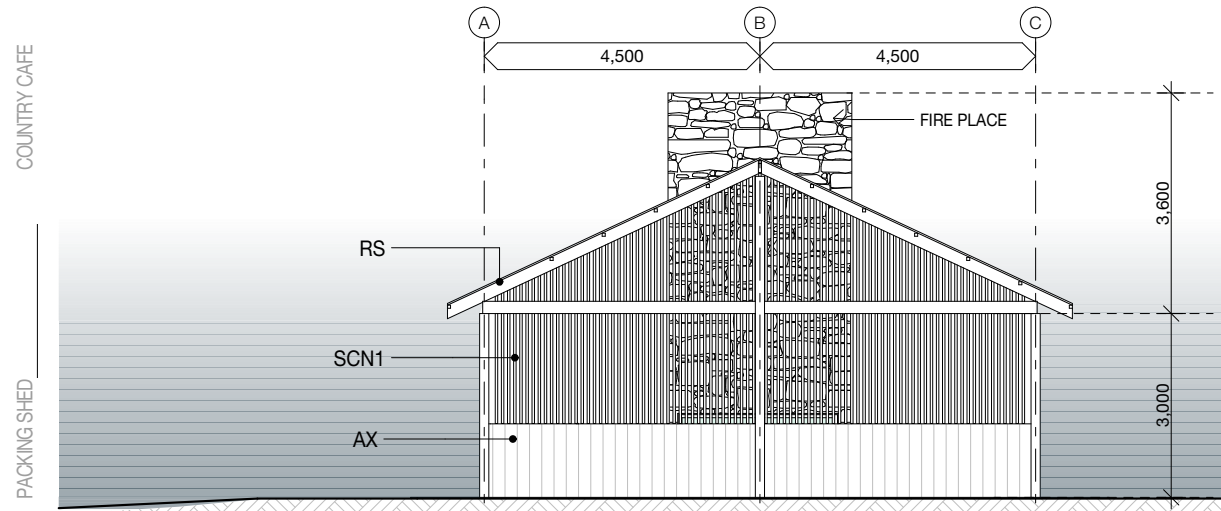 A
B
C
4,500
4,500
COUNTRY CAFE
FIRE PLACE
3,600
RS
SCN1
3,000
AX
PACKING SHED